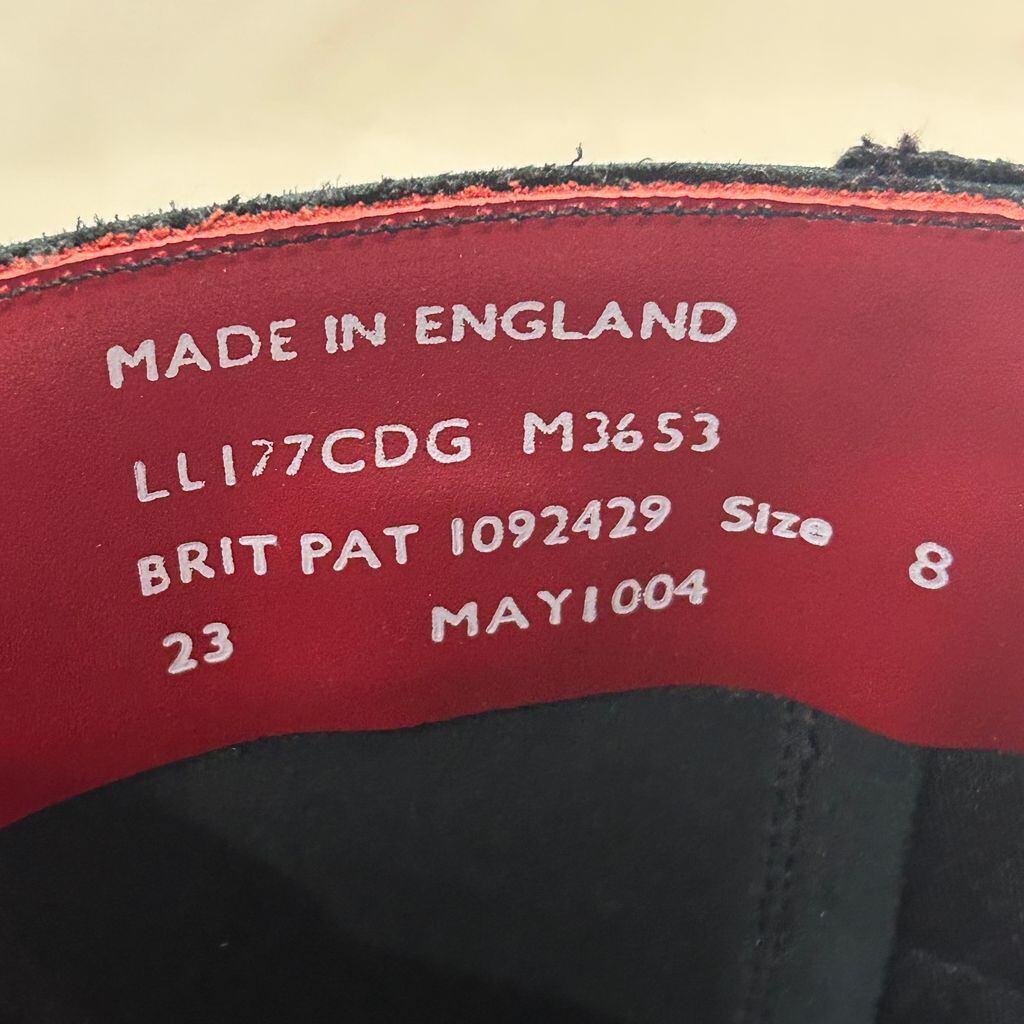 MADE IN ENGLAND
LL177CDG M3653
BRIT PAT 1092429 Size 8
23 MAY1004